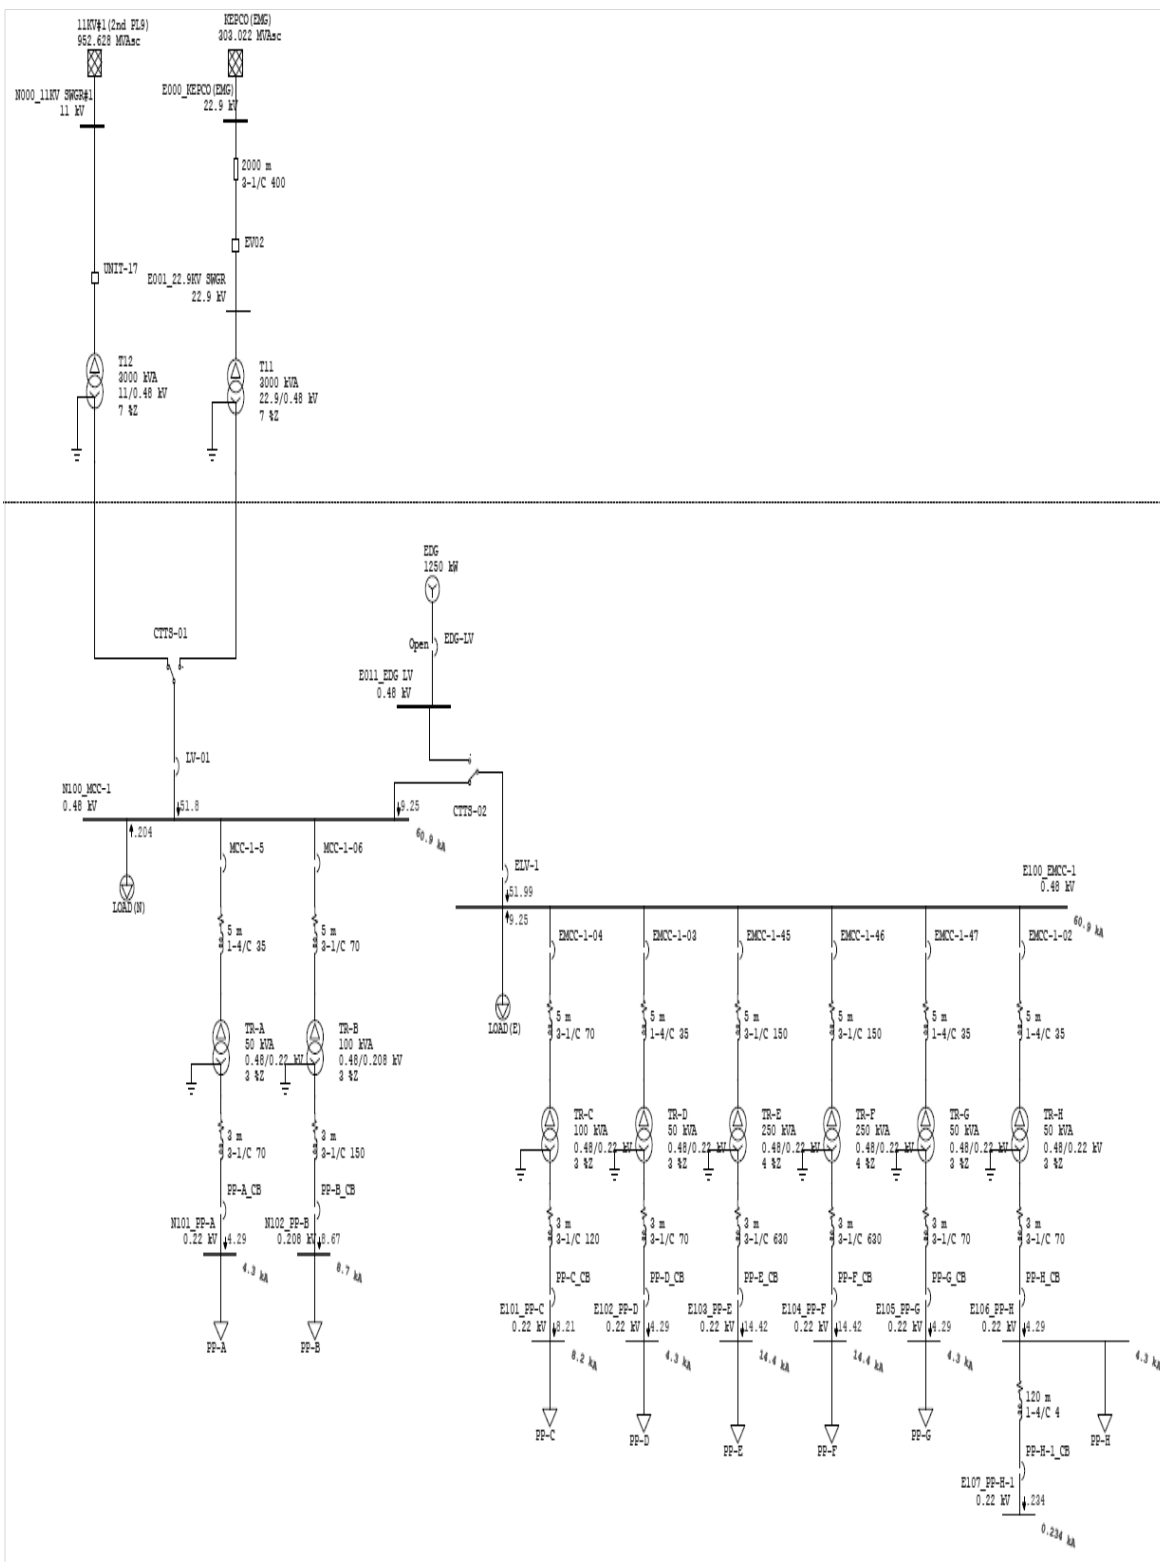 11KV#1(2nd PL9)
952.628 MVAsc
KEPCO(EMG)
303.022 MVAsc
N000_11KV SWGR#1
11 kV
E000_KEPCO(EMG)
22.9 kV
2000 m
3-1/C 400
EV02
UNIT-17
E001_22.9KV SWGR
22.9 kV
T12
3000 kVA
11/0.48 kV
7 %Z
T11
3000 kVA
22.9/0.48 kV
7 %Z
EDG
1250 kW
CTTS-01
Open
EDG-LV
E011_EDG LV
0.48 kV
LV-01
N100_MCC-1
0.48 kV
51.8
9.25
CTTS-02
.204
60.9 kA
MCC-1-5
MCC-1-06
LOAD(N)
ELV-1
51.99
9.25
E100_EMCC-1
0.48 kV
60.9 kA
5 m
1-4/C 35
5 m
3-1/C 70
EMCC-1-04
EMCC-1-03
EMCC-1-45
EMCC-1-46
EMCC-1-47
EMCC-1-02
LOAD(E)
5 m
3-1/C 70
5 m
1-4/C 35
5 m
3-1/C 150
5 m
3-1/C 150
5 m
1-4/C 35
5 m
1-4/C 35
TR-A
50 kVA
0.48/0.22 kV
3 %Z
TR-B
100 kVA
0.48/0.208 kV
3 %Z
TR-C
100 kVA
0.48/0.22 kV
3 %Z
TR-D
50 kVA
0.48/0.22 kV
3 %Z
TR-E
250 kVA
0.48/0.22 kV
4 %Z
TR-F
250 kVA
0.48/0.22 kV
4 %Z
TR-G
50 kVA
0.48/0.22 kV
3 %Z
TR-H
50 kVA
0.48/0.22 kV
3 %Z
3 m
3-1/C 70
3 m
3-1/C 150
PP-A_CB
PP-B_CB
N101_PP-A
0.22 kV
4.29
4.3 kA
N102_PP-B
0.208 kV
8.67
8.7 kA
PP-A
PP-B
3 m
3-1/C 120
3 m
3-1/C 70
3 m
3-1/C 630
3 m
3-1/C 630
3 m
3-1/C 70
3 m
3-1/C 70
PP-C_CB
PP-D_CB
PP-E_CB
PP-F_CB
PP-G_CB
PP-H_CB
E101_PP-C
0.22 kV
8.21
8.2 kA
E102_PP-D
0.22 kV
4.29
4.3 kA
E103_PP-E
0.22 kV
14.42
14.4 kA
E104_PP-F
0.22 kV
14.42
14.4 kA
E105_PP-G
0.22 kV
4.29
4.3 kA
E106_PP-H
0.22 kV
4.29
4.3 kA
PP-C
PP-D
PP-E
PP-F
PP-G
PP-H
120 m
1-4/C 4
PP-H-1_CB
E107_PP-H-1
0.22 kV
.234
0.234 kA